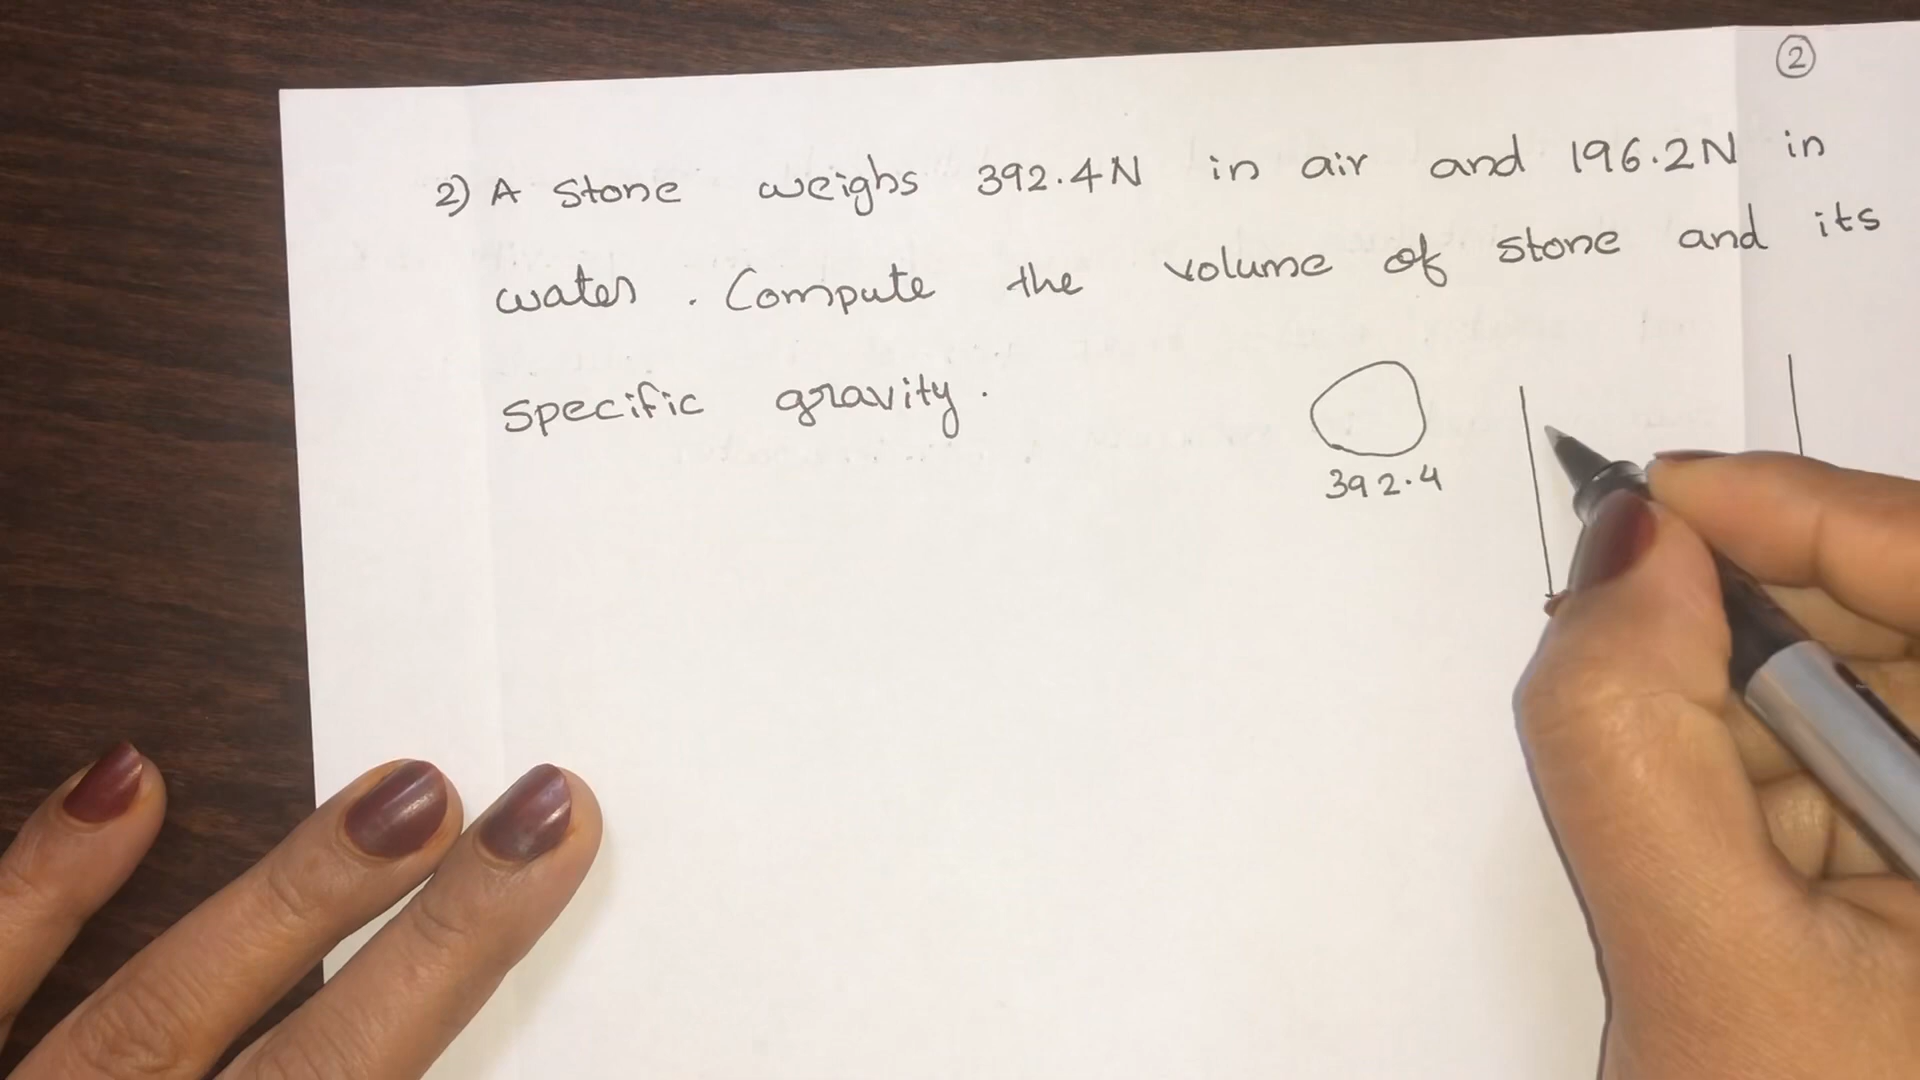 ②
2) A stone weighs 392.4N in air and 196.2N in
water. Compute the volume of stone and its
specific gravity.
392.4